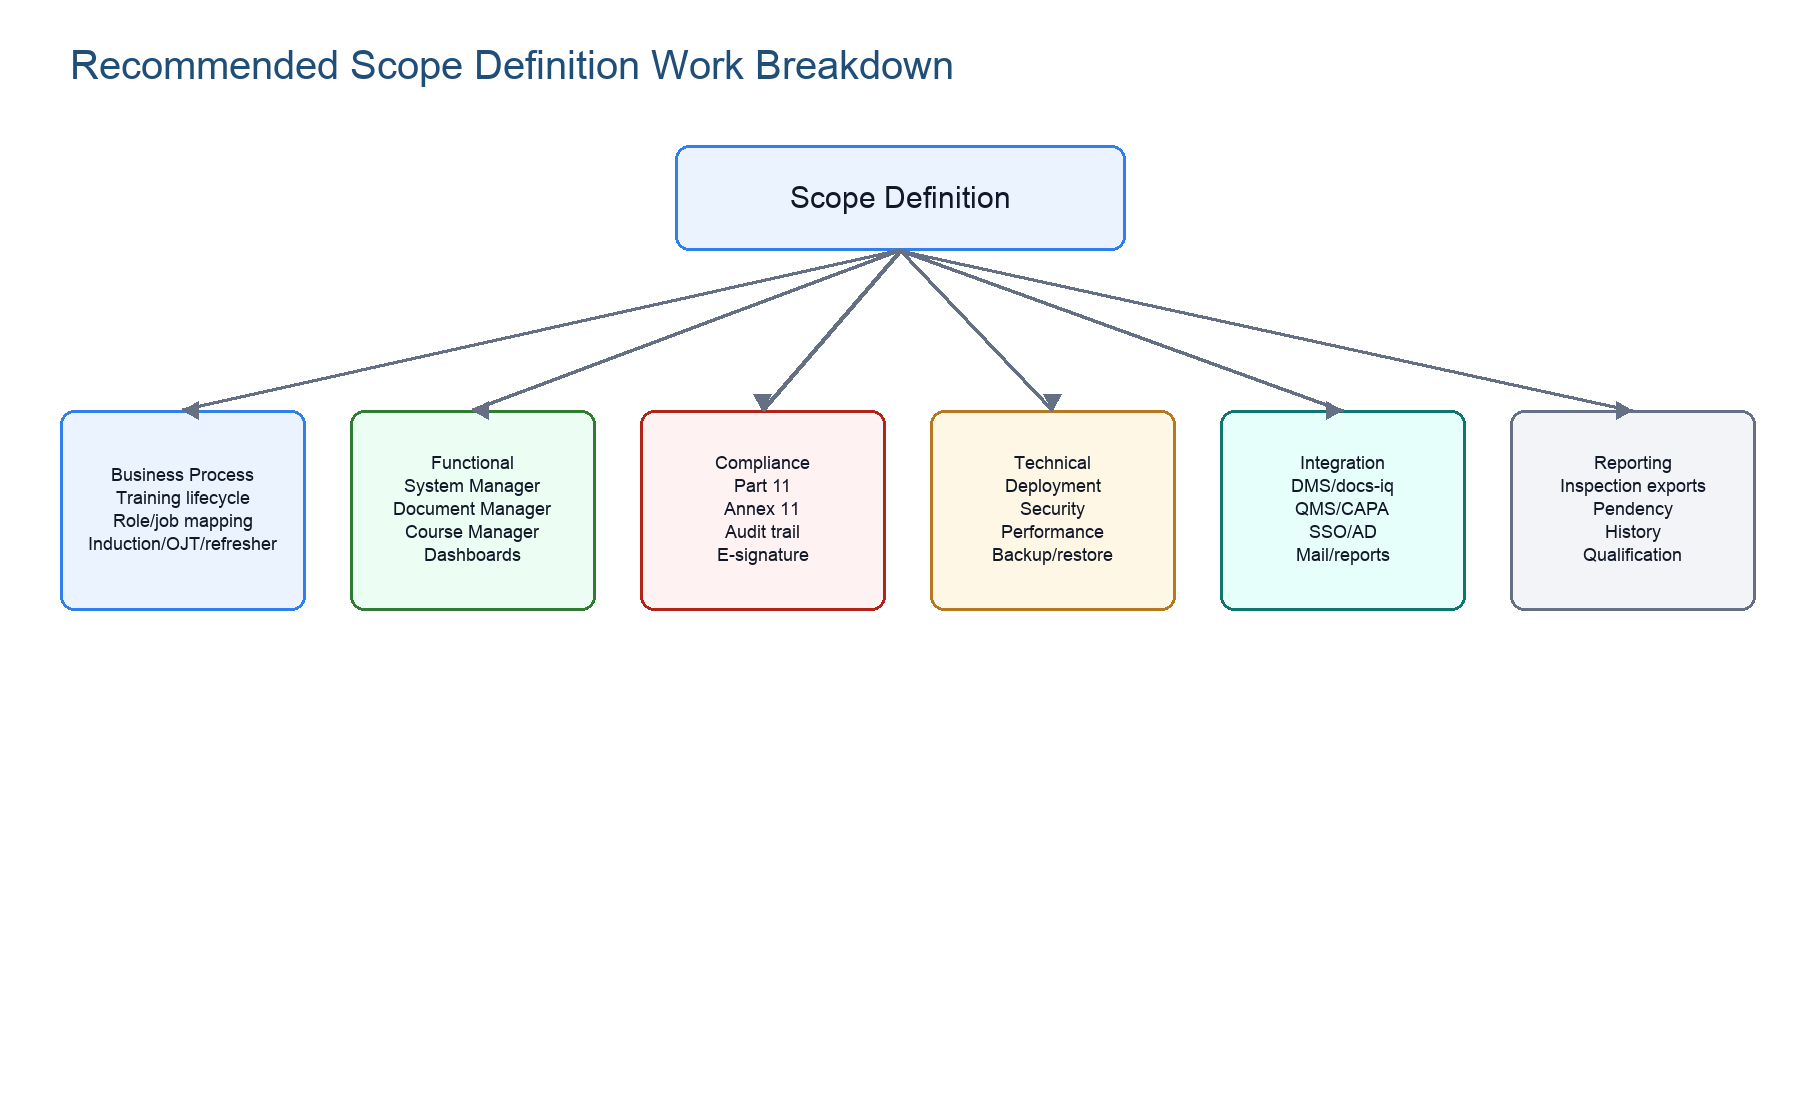 Recommended Scope Definition Work Breakdown
Scope Definition
Business Process
Training lifecycle
Role/job mapping
Induction/OJT/refresher
Functional
System Manager
Document Manager
Course Manager
Dashboards
Compliance
Part 11
Annex 11
Audit trail
E-signature
Technical
Deployment
Security
Performance
Backup/restore
Integration
DMS/docs-iq
QMS/CAPA
SSO/AD
Mail/reports
Reporting
Inspection exports
Pendency
History
Qualification